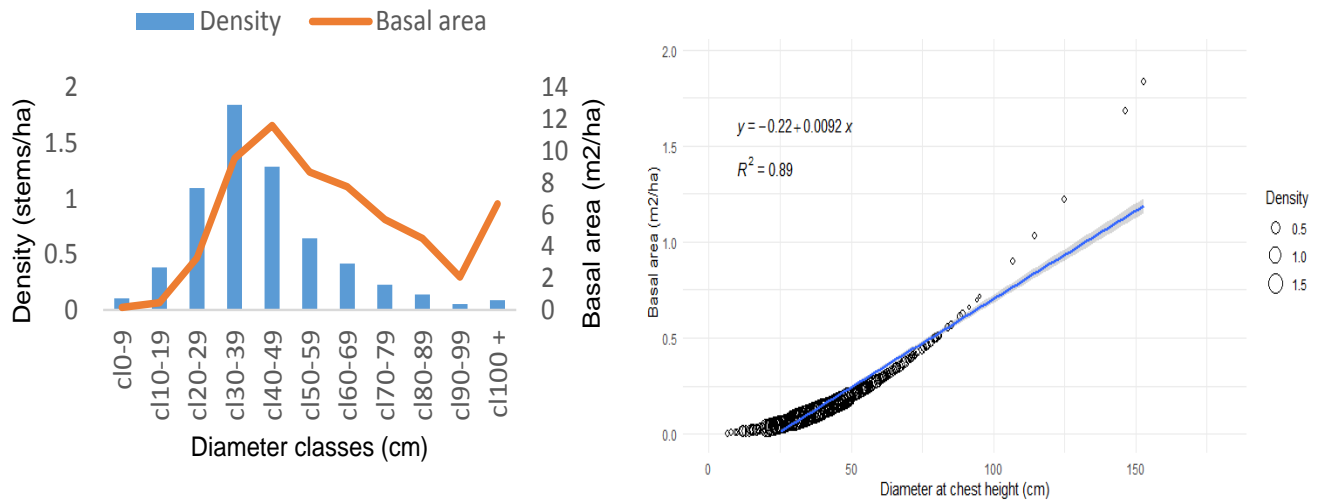 Density Basal area
2
1.5
1
0.5
0
Density (stems/ha)
14
12
10
8
6
4
2
0
Basal area (m2/ha)
cl0-9
cl10-19
cl20-29
cl30-39
cl40-49
cl50-59
cl60-69
cl70-79
cl80-89
cl90-99
cl100 +
Diameter classes (cm)
2.0
1.5
1.0
0.5
0.0
Basal area (m2/ha)
y = −0.22+0.0092 x
R² = 0.89
0 50 100 150
Diameter at chest height (cm)
Density
0.5
1.0
1.5